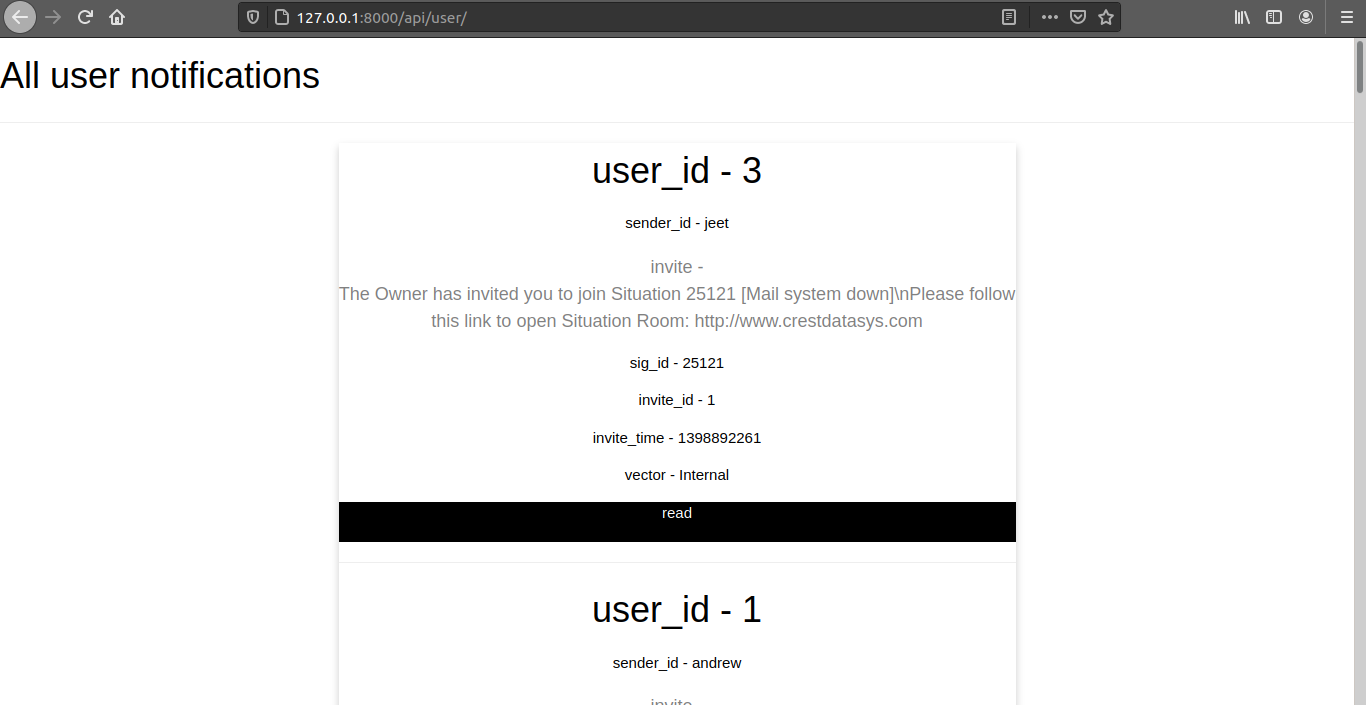 127.0.0.1:8000/api/user/
All user notifications
user_id - 3
sender_id - jeet
invite -
The Owner has invited you to join Situation 25121 [Mail system down]\nPlease follow
this link to open Situation Room: http://www.crestdatasys.com
sig_id - 25121
invite_id - 1
invite_time - 1398892261
vector - Internal
read
user_id - 1
sender_id - andrew
invite -